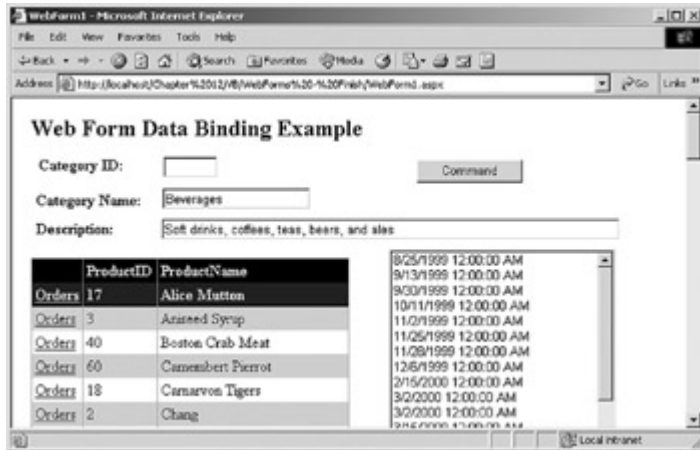 WebForm1 - Microsoft Internet Explorer
File Edit View Favorites Tools Help
Back Search Favorites Media
Address http://localhost/Chapter%2012/VB/WebForms%20-%20Finish/WebForm1.aspx Go Links »
Web Form Data Binding Example
Category ID:
Command
Category Name: Beverages
Description: Soft drinks, coffees, teas, beers, and ales
ProductID ProductName
Orders 17 Alice Mutton
Orders 3 Aniseed Syrup
Orders 40 Boston Crab Meat
Orders 60 Camembert Pierrot
Orders 18 Carnarvon Tigers
Orders 2 Chang
8/25/1999 12:00:00 AM
9/13/1999 12:00:00 AM
9/30/1999 12:00:00 AM
10/11/1999 12:00:00 AM
11/2/1999 12:00:00 AM
11/25/1999 12:00:00 AM
11/28/1999 12:00:00 AM
12/6/1999 12:00:00 AM
2/15/2000 12:00:00 AM
3/2/2000 12:00:00 AM
3/2/2000 12:00:00 AM
Local intranet